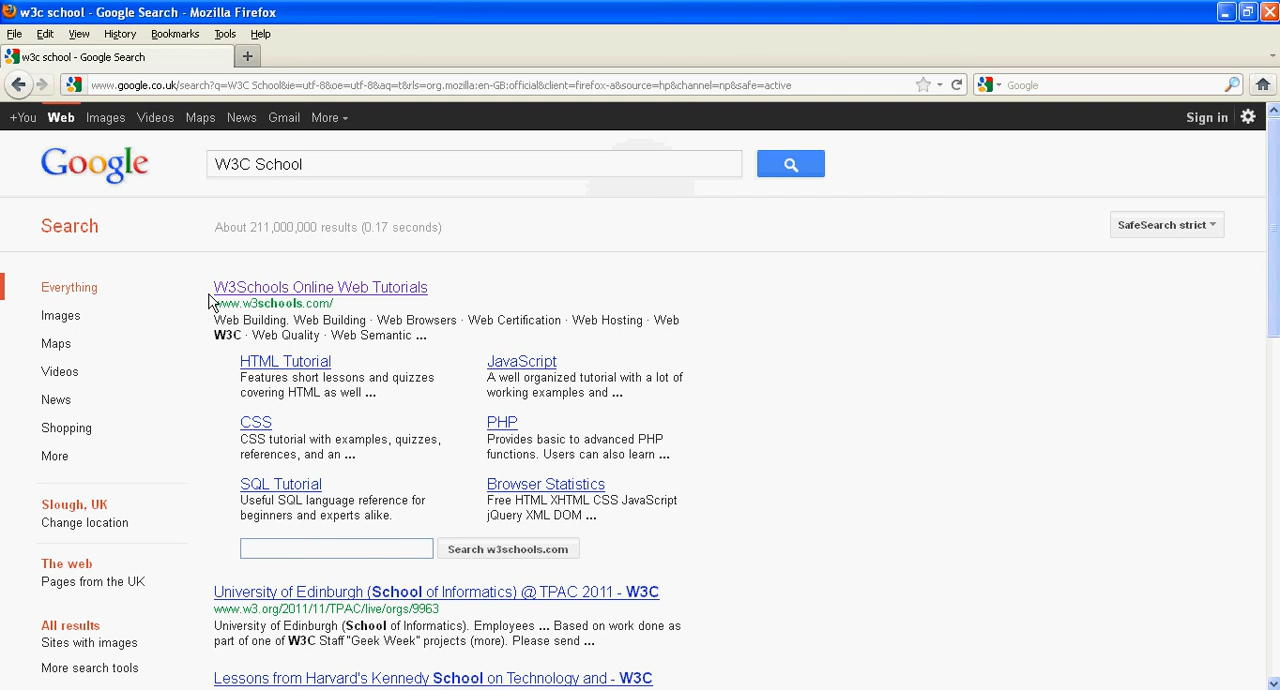 w3c school - Google Search - Mozilla Firefox
File Edit View History Bookmarks Tools Help
w3c school - Google Search
www.google.co.uk/search?q=W3C School&ie=utf-8&oe=utf-8&aq=t&rls=org.mozilla:en-GB:official&client=firefox-a&source=hp&channel=np&safe=active
Google
+You Web Images Videos Maps News Gmail More
Sign in
Google
W3C School
Search
About 211,000,000 results (0.17 seconds)
SafeSearch strict
Everything
Images
Maps
Videos
News
Shopping
More
Slough, UK
Change location
The web
Pages from the UK
All results
Sites with images
More search tools
W3Schools Online Web Tutorials
www.w3schools.com/
Web Building. Web Building · Web Browsers · Web Certification · Web Hosting · Web
W3C · Web Quality · Web Semantic ...
HTML Tutorial
Features short lessons and quizzes
covering HTML as well ...
JavaScript
A well organized tutorial with a lot of
working examples and ...
CSS
CSS tutorial with examples, quizzes,
references, and an ...
PHP
Provides basic to advanced PHP
functions. Users can also learn ...
SQL Tutorial
Useful SQL language reference for
beginners and experts alike.
Browser Statistics
Free HTML XHTML CSS JavaScript
jQuery XML DOM ...
Search w3schools.com
University of Edinburgh (School of Informatics) @ TPAC 2011 - W3C
www.w3.org/2011/11/TPAC/live/orgs/9963
University of Edinburgh (School of Informatics). Employees ... Based on work done as
part of one of W3C Staff "Geek Week" projects (more). Please send ...
Lessons from Harvard's Kennedy School on Technology and - W3C